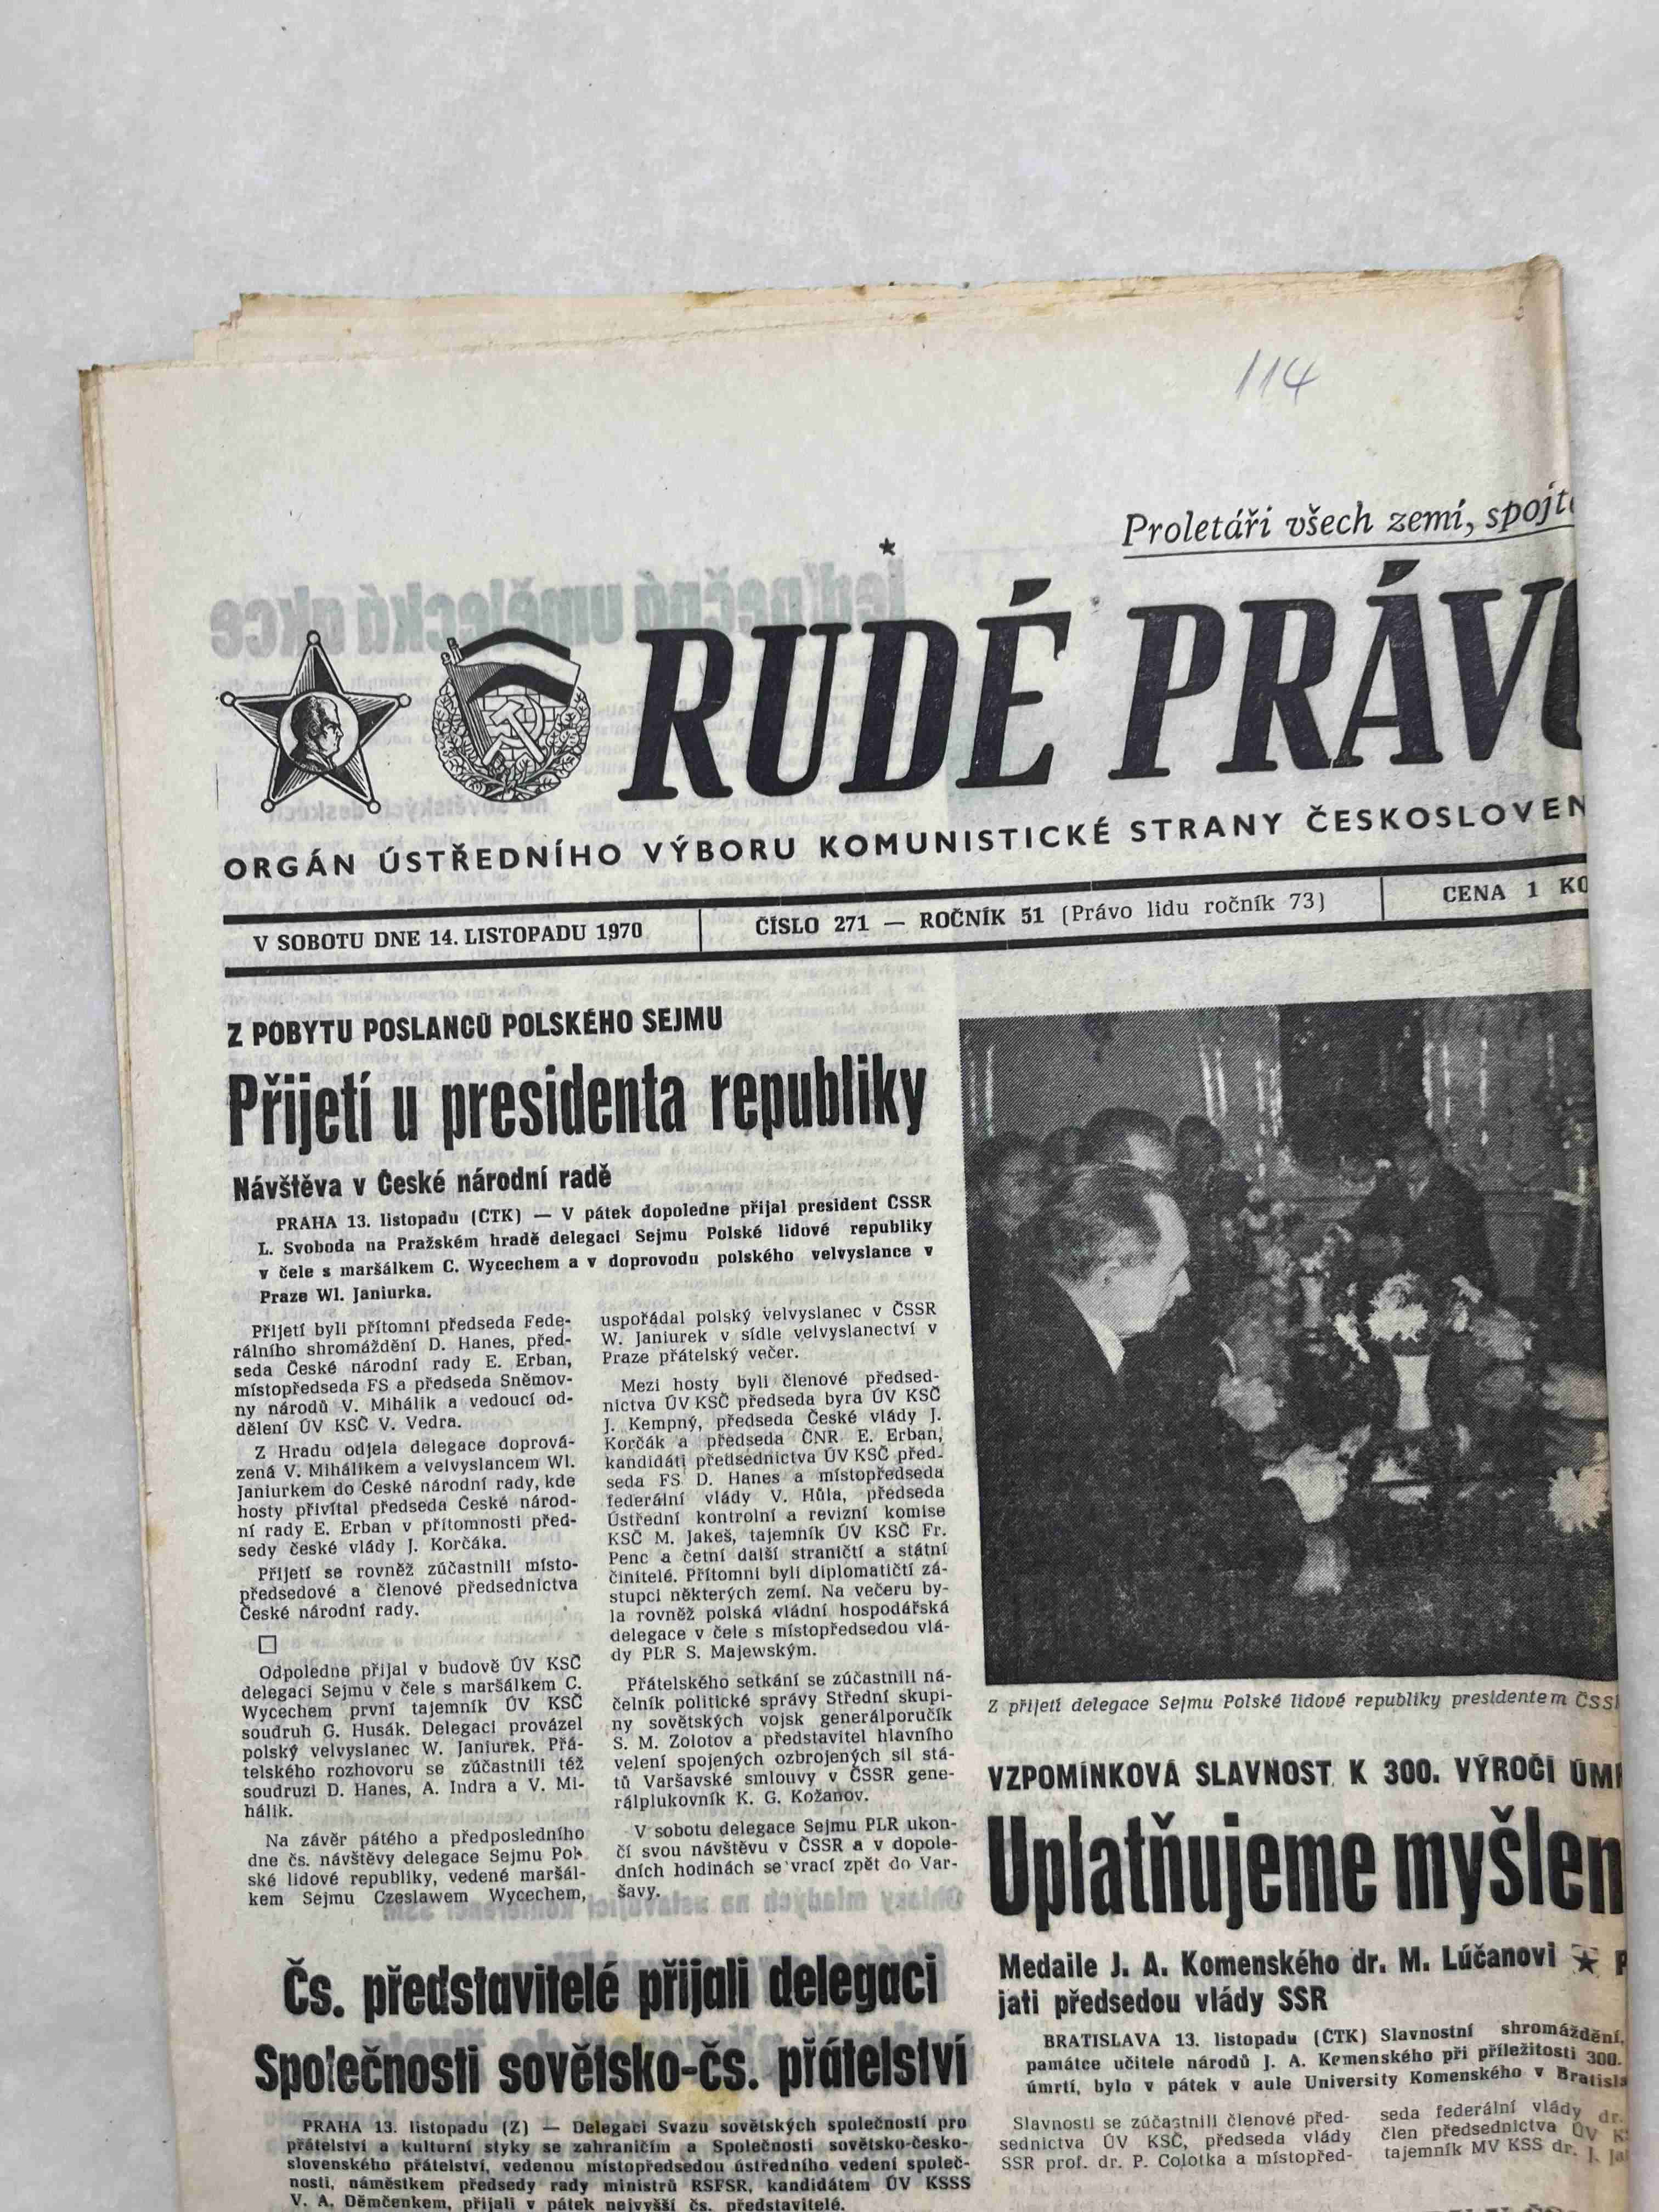 114
Proletáři všech zemí,
RUDÉ PRÁVO
ORGÁN ÚSTŘEDNÍHO VÝBORU KOMUNISTICKÉ STRANY ČESKOSLOVEN
V SOBOTU DNE 14. LISTOPADU 1970
ČÍSLO 271 — ROČNÍK 51 (Právo lidu ročník 73)
CENA 1 KO
Z POBYTU POSLANCŮ POLSKÉHO SEJMU
Přijetí u presidenta republiky
Návštěva v České národní radě
PRAHA 13. listopadu (ČTK) — V pátek dopoledne přijal president ČSSR
L. Svoboda na Pražském hradě delegaci Sejmu Polské lidové republiky
v čele s maršálkem C. Wycechem a v doprovodu polského velvyslance v
Praze Wl. Janiurka.
Přijetí byli přítomni předseda Fede-
rálního shromáždění D. Hanes, před-
seda České národní rady E. Erban,
místopředseda FS a předseda Sněmov-
ny národů V. Mihálik a vedoucí od-
dělení ÚV KSČ V. Vedra.
Z Hradu odjela delegace doprová-
zená V. Mihálikem a velvyslancem Wl.
Janiurkem do České národní rady, kde
hosty přivítal předseda České národ-
ní rady E. Erban v přítomnosti před-
sedy české vlády J. Korčáka.
Přijetí se rovněž zúčastnili místo-
předsedové a členové předsednictva
České národní rady.
Odpoledne přijal v budově ÚV KSČ
delegaci Sejmu v čele s maršálkem C.
Wycechem první tajemník ÚV KSČ
soudruh G. Husák. Delegaci provázel
polský velvyslanec W. Janiurek. Přá-
telského rozhovoru se zúčastnili též
soudruzi D. Hanes, A. Indra a V. Mi-
hálik.
Na závěr pátého a předposledního
dne čs. návštěvy delegace Sejmu Pol-
ské lidové republiky, vedené maršál-
kem Sejmu Czeslawem Wycechem,
uspořádal polský velvyslanec v ČSSR
W. Janiurek v sídle velvyslanectví v
Praze přátelský večer.
Mezi hosty byli členové předsed-
nictva ÚV KSČ předseda byra ÚV KSČ
J. Kempný, předseda České vlády J.
Korčák a předseda ČNR E. Erban,
kandidáti předsednictva ÚV KSČ před-
seda FS D. Hanes a místopředseda
federální vlády V. Hůla, předseda
Ústřední kontrolní a revizní komise
KSČ M. Jakeš, tajemník ÚV KSČ Fr.
Penc a četní další straničtí a státní
činitelé. Přítomni byli diplomatičtí zá-
stupci některých zemí. Na večeru by-
la rovněž polská vládní hospodářská
delegace v čele s místopředsedou vlá-
dy PLR S. Majewským.
Přátelského setkání se zúčastnili ná-
čelník politické správy Střední skupi-
ny sovětských vojsk generálporučík
S. M. Zolotov a představitel hlavního
velení spojených ozbrojených sil stá-
tů Varšavské smlouvy v ČSSR gene-
rálplukovník K. G. Kožanov.
V sobotu delegace Sejmu PLR ukon-
čí svou návštěvu v ČSSR a v dopole-
dních hodinách se vrací zpět do Var-
šavy.
Z přijetí delegace Sejmu Polské lidové republiky presidentem ČSS
VZPOMÍNKOVÁ SLAVNOST K 300. VÝROČÍ ÚM
Uplatňujeme myšlen
Medaile J. A. Komenského dr. M. Lúčanovi ★ P
jati předsedou vlády SSR
BRATISLAVA 13. listopadu (ČTK) Slavnostní shromáždění,
památce učitele národů J. A. Komenského při příležitosti 300.
úmrtí, bylo v pátek v aule University Komenského v Bratisla
Slavnosti se zúčastnili členové před-
sednictva ÚV KSČ, předseda vlády
SSR prof. dr. P. Colotka a místopřed-
seda federální vlády dr.
člen předsednictva ÚV K
tajemník MV KSS dr. J.
Čs. představitelé přijali delegaci
Společnosti sovětsko-čs. přátelství
PRAHA 13. listopadu (Z) — Delegaci Svazu sovětských společností pro
přátelství a kulturní styky se zahraničím a Společnosti sovětsko-česko-
slovenského přátelství, vedenou místopředsedou ústředního vedení společ-
nosti, náměstkem předsedy rady ministrů RSFSR, kandidátem ÚV KSSS
V. A. Děmčenkem, přijali v pátek nejvyšší čs. představitelé.